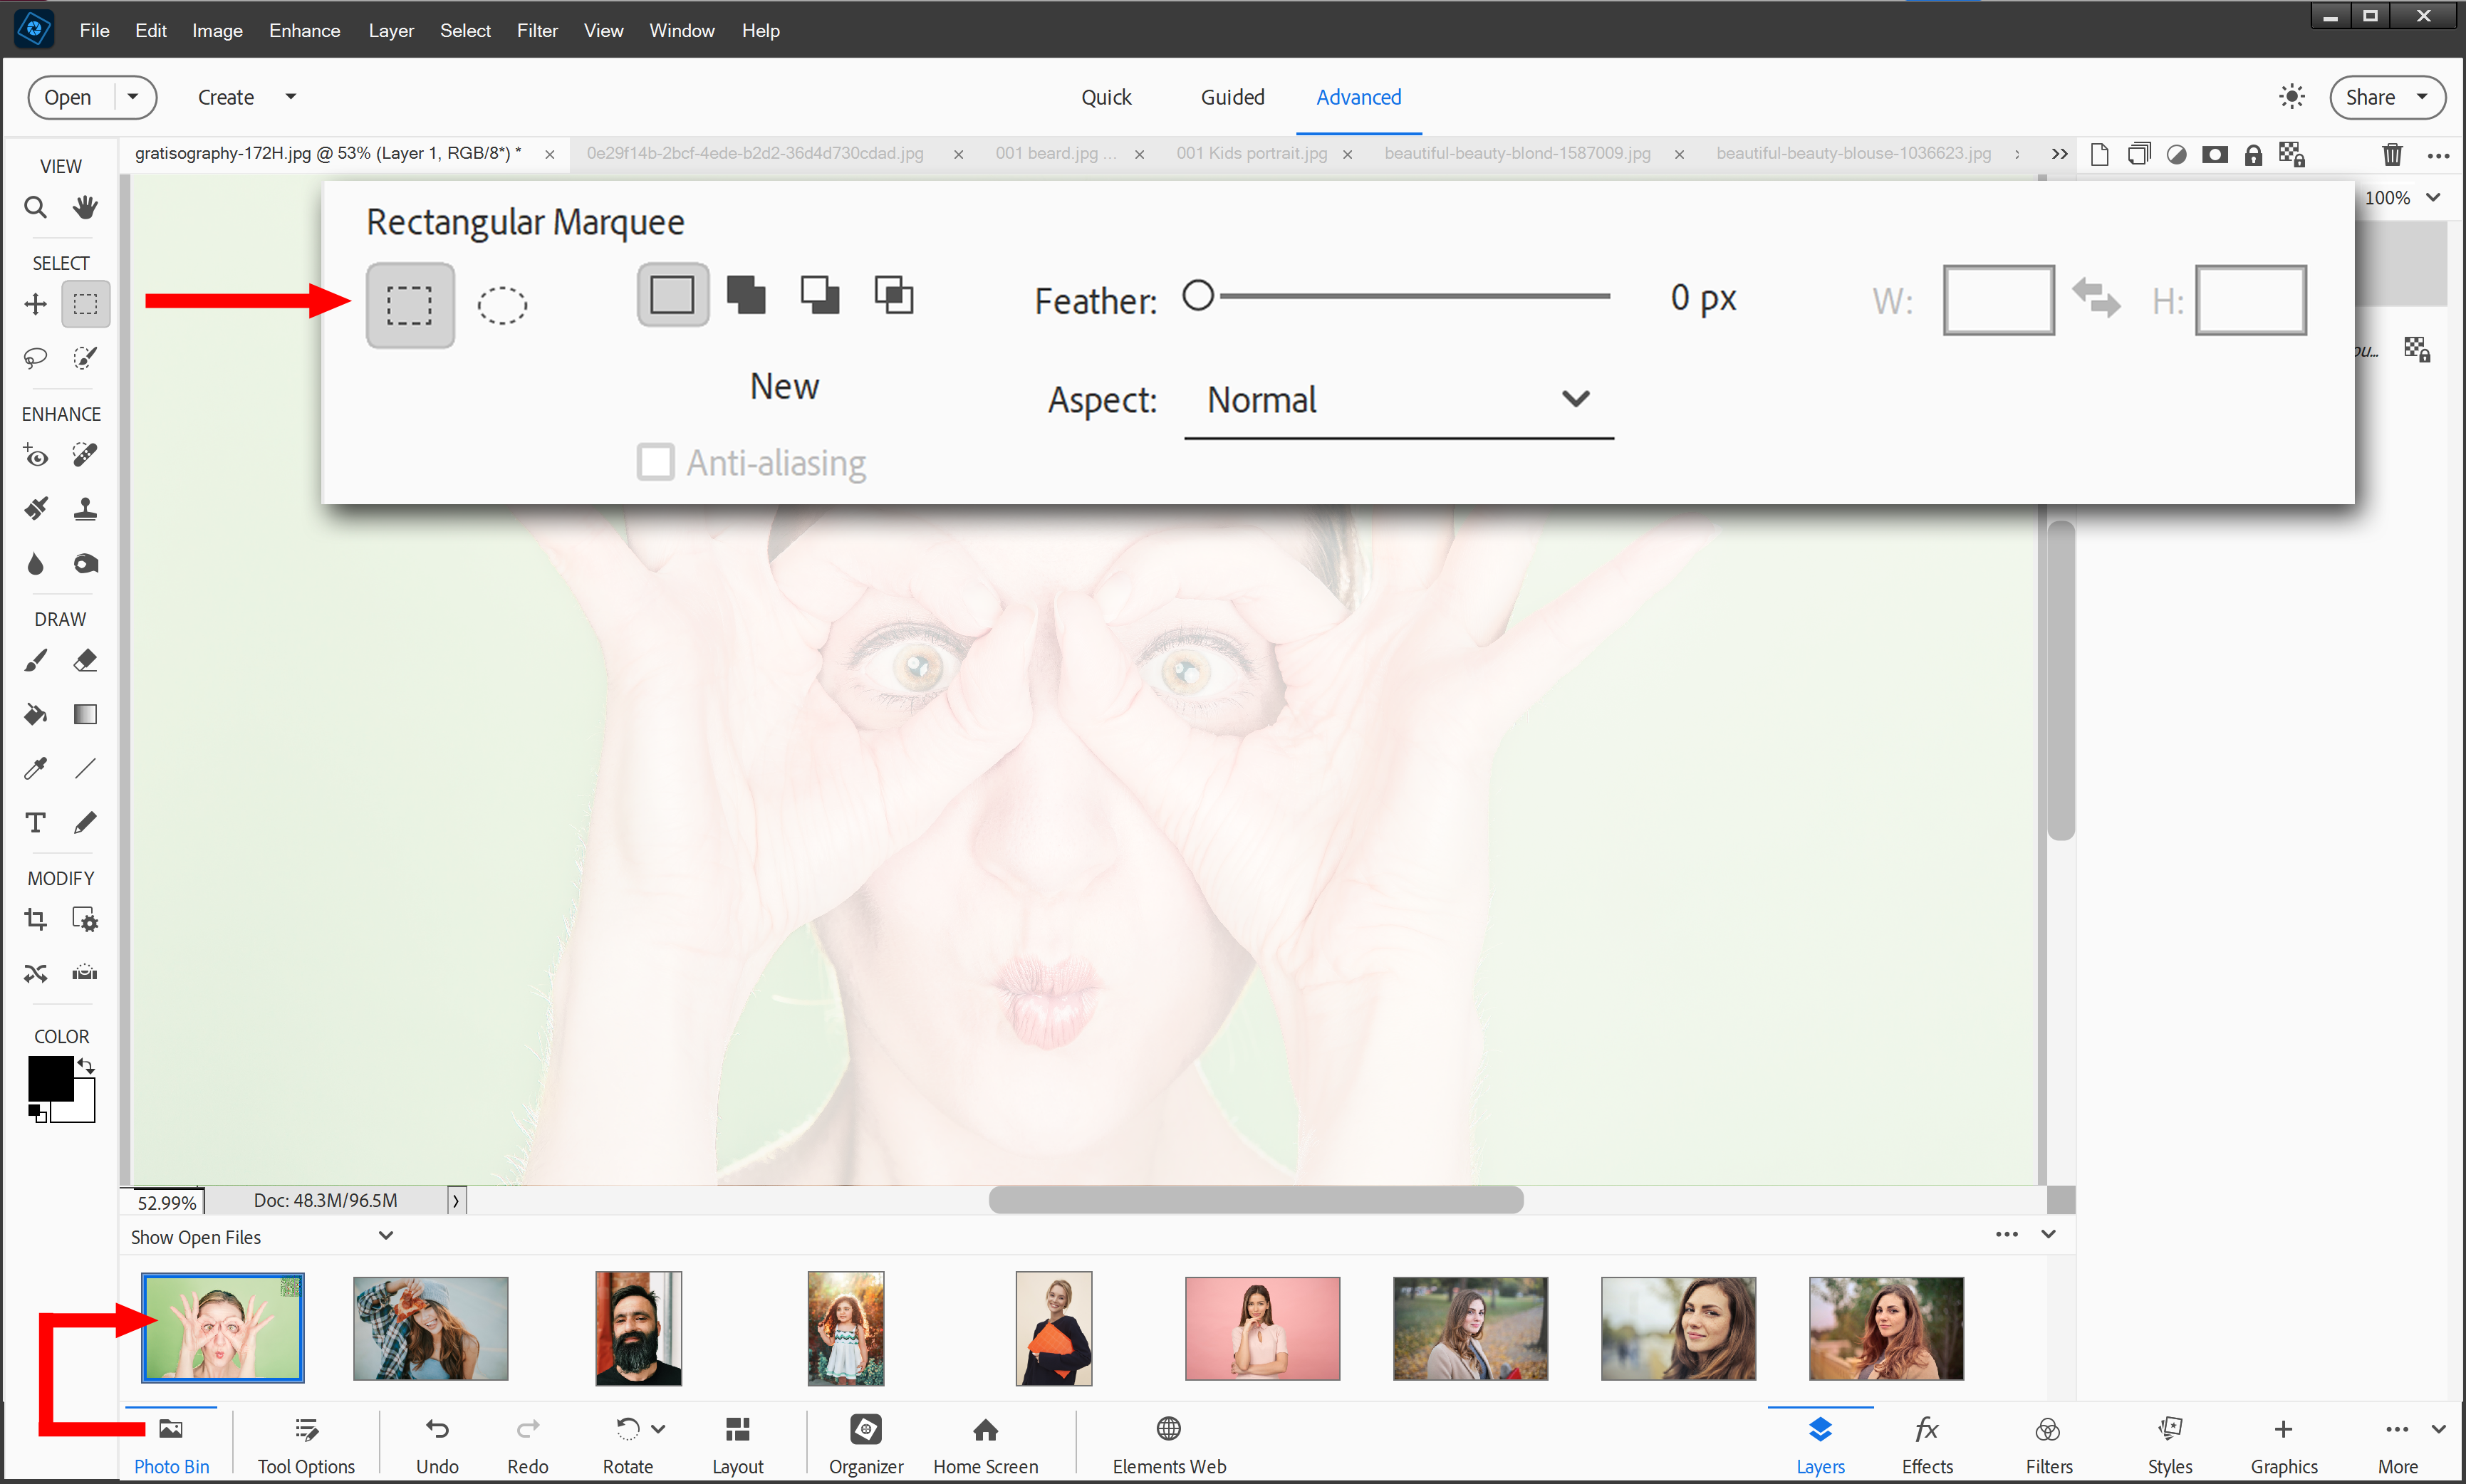 File Edit Image Enhance Layer Select Filter View Window Help
Open Create Quick Guided Advanced Share
gratisography-172H.jpg @ 53% (Layer 1, RGB/8*) * 0e29f14b-2bcf-4ede-b2d2-36d4d730cdad.jpg 001 beard.jpg ... 001 Kids portrait.jpg beautiful-beauty-blond-1587009.jpg beautiful-beauty-blouse-1036623.jpg
VIEW
100%
Rectangular Marquee
SELECT
Feather: 0 px W: H:
ou...
New
Aspect: Normal
ENHANCE
Anti-aliasing
DRAW
MODIFY
COLOR
52.99% Doc: 48.3M/96.5M
Show Open Files
Photo Bin Tool Options Undo Redo Rotate Layout Organizer Home Screen Elements Web Layers Effects Filters Styles Graphics More